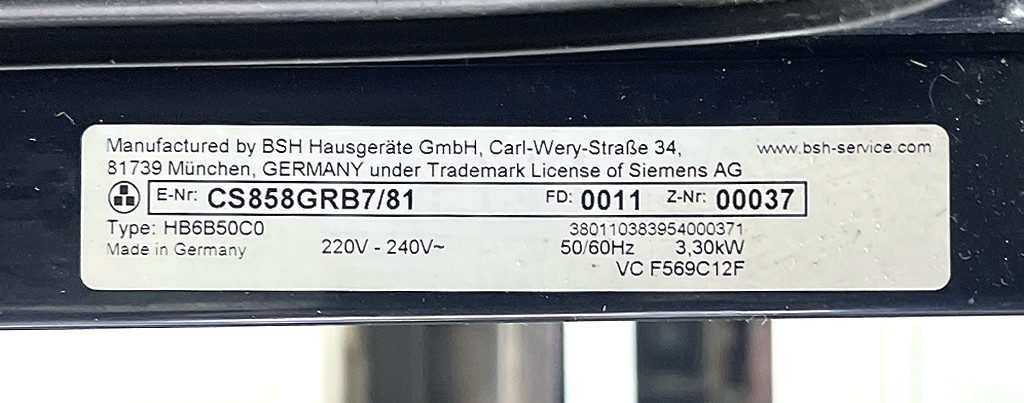 Manufactured by BSH Hausgeräte GmbH, Carl-Wery-Straße 34, www.bsh-service.com
81739 München, GERMANY under Trademark License of Siemens AG
E-Nr: CS858GRB7/81 FD: 0011 Z-Nr: 00037
Type: HB6B50C0 380110383954000371
Made in Germany 220V - 240V~ 50/60Hz 3,30kW
VC F569C12F